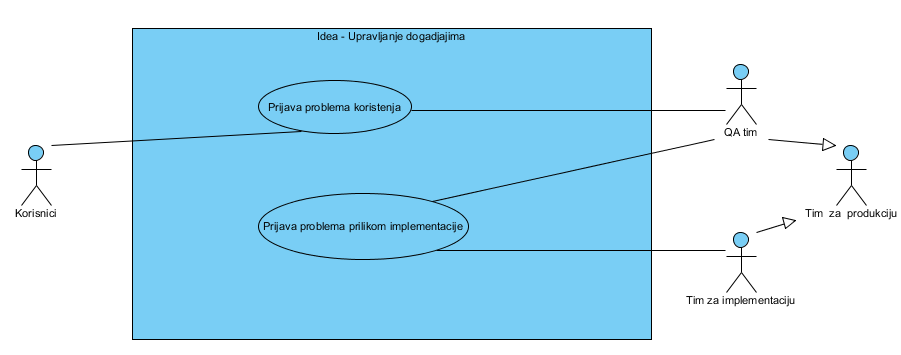 Idea - Upravljanje dogadjajima
Prijava problema koristenja
QA tim
Korisnici
Tim za produkciju
Prijava problema prilikom implementacije
Tim za implementaciju